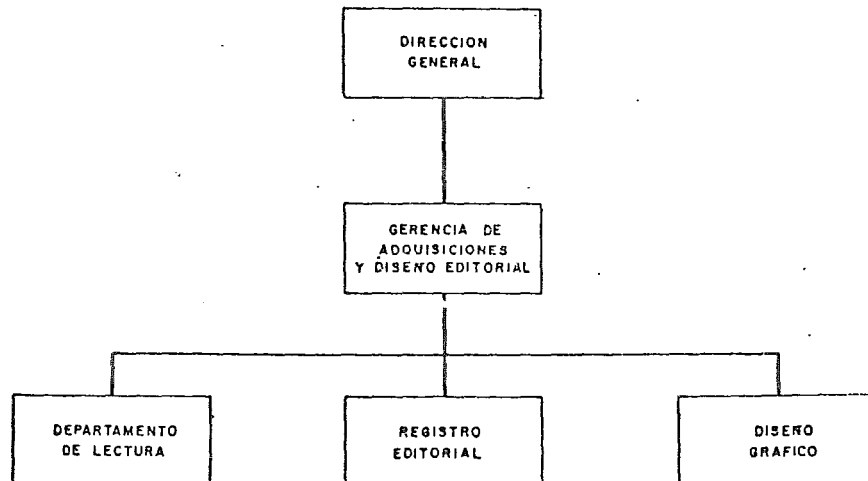 DIRECCION
GENERAL
GERENCIA DE
ADQUISICIONES
Y DISEÑO EDITORIAL
DEPARTAMENTO
DE LECTURA
REGISTRO
EDITORIAL
DISEÑO
GRAFICO